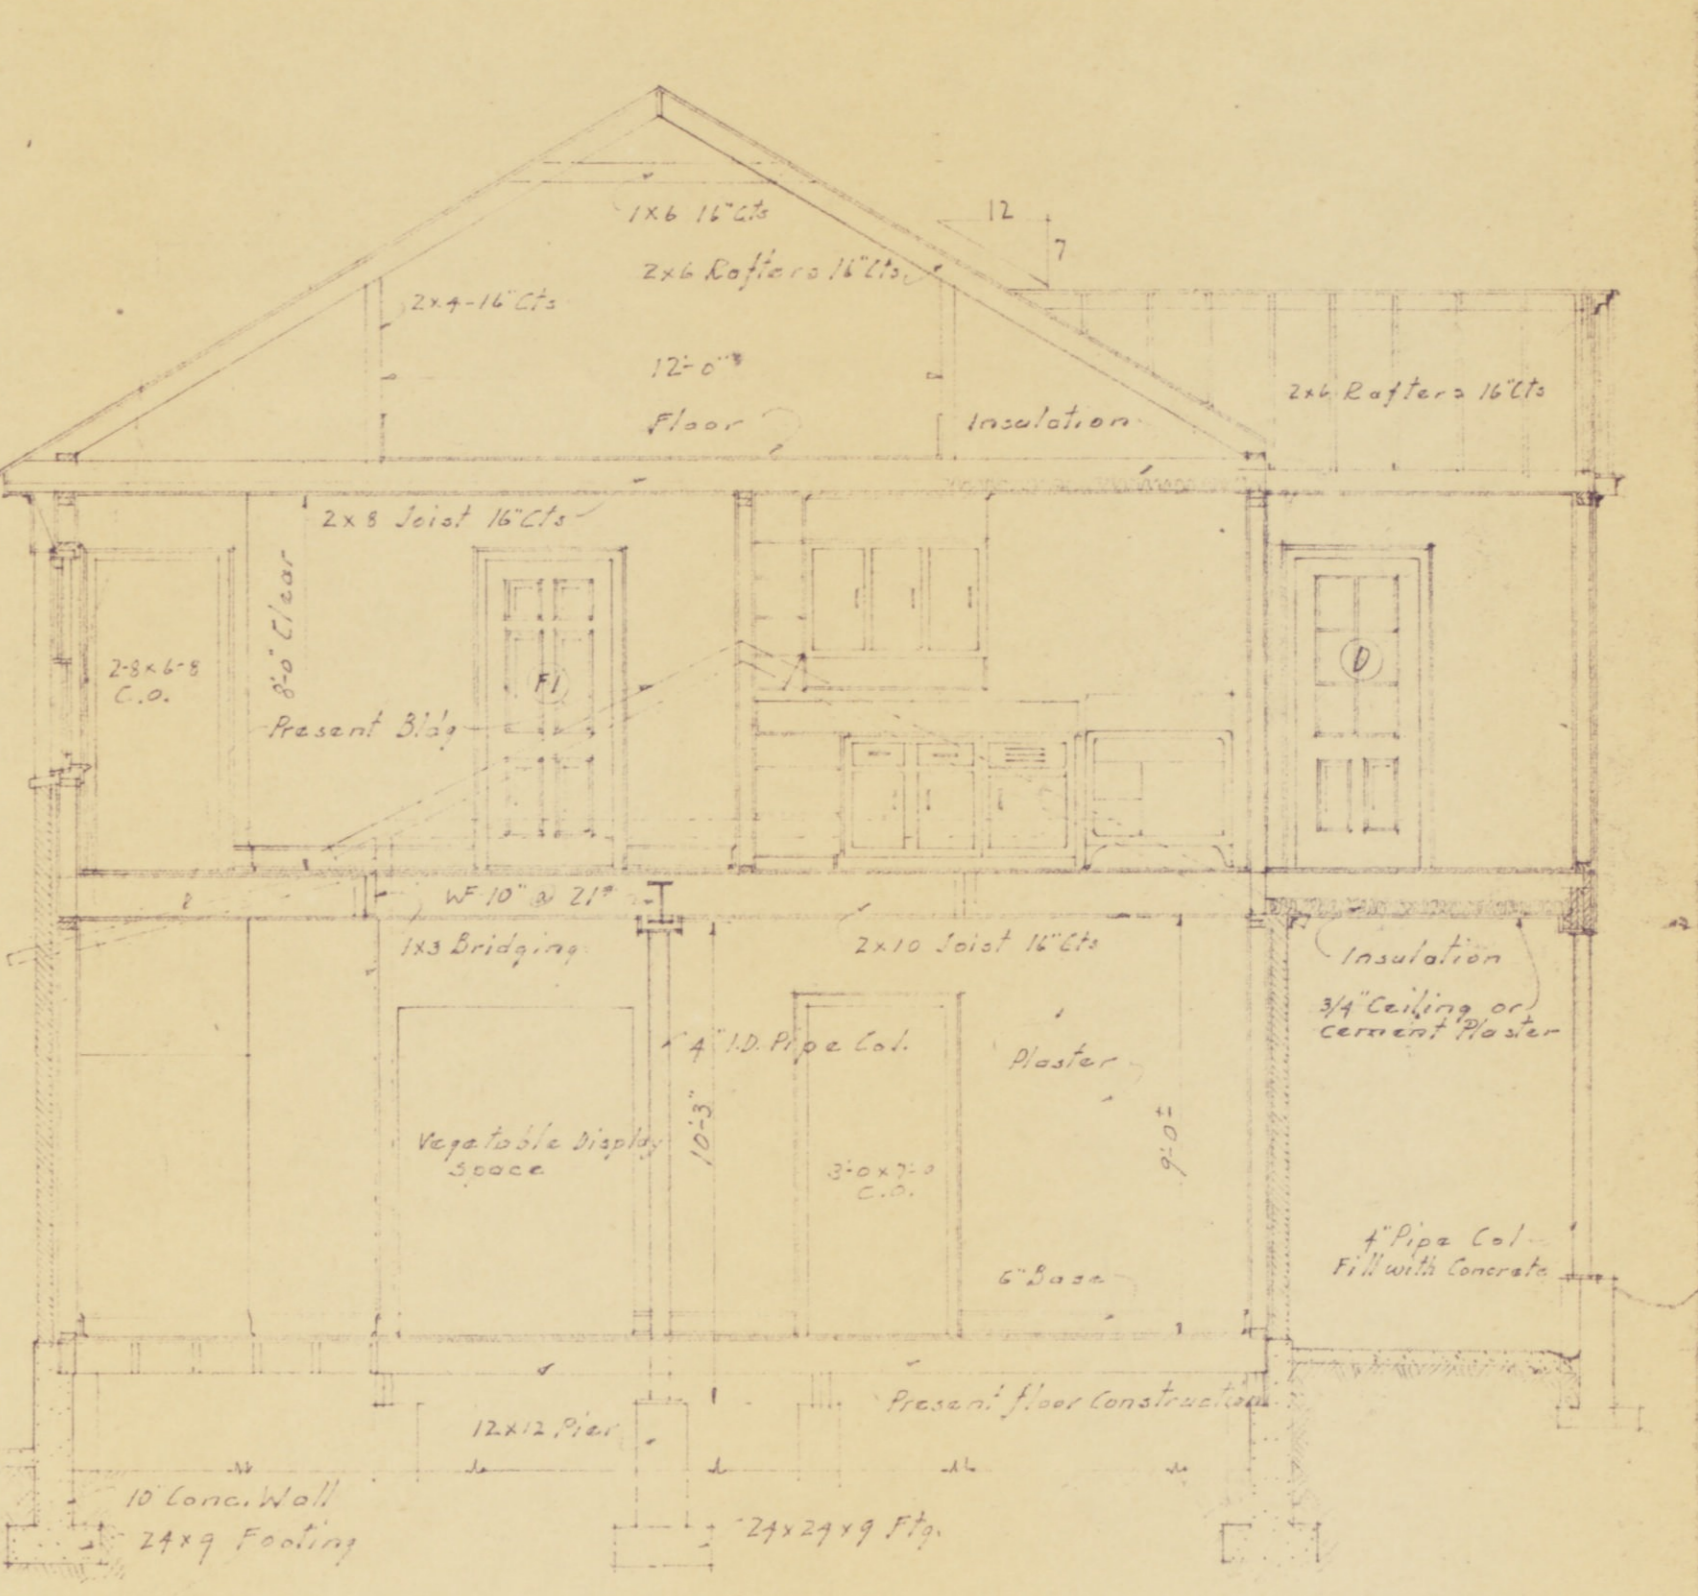 1x6 16" Cts
12
7
2x6 Rafters 16" Cts.
2x4-16" Cts
12'-0"
2x6 Rafters 16" Cts
Floor
Insulation
2x8 Joist 16" Cts
8'-0" Clear
2-8x6-8
C.O.
F1
D
Present Bldg
WF 10" @ 21#
1x3 Bridging
2x10 Joist 16" Cts
Insulation
3/4" Ceiling or
Cement Plaster
4" I.D. Pipe Col.
Plaster
10'-3"
9'-0±
Vegetable Display
Space
3'-0x7'-0
C.O.
4" Pipe Col
Fill with Concrete
6" Base
Present floor Construction
12x12 Pier
10" Conc. Wall
24x9 Footing
24x24x9 Ftg.